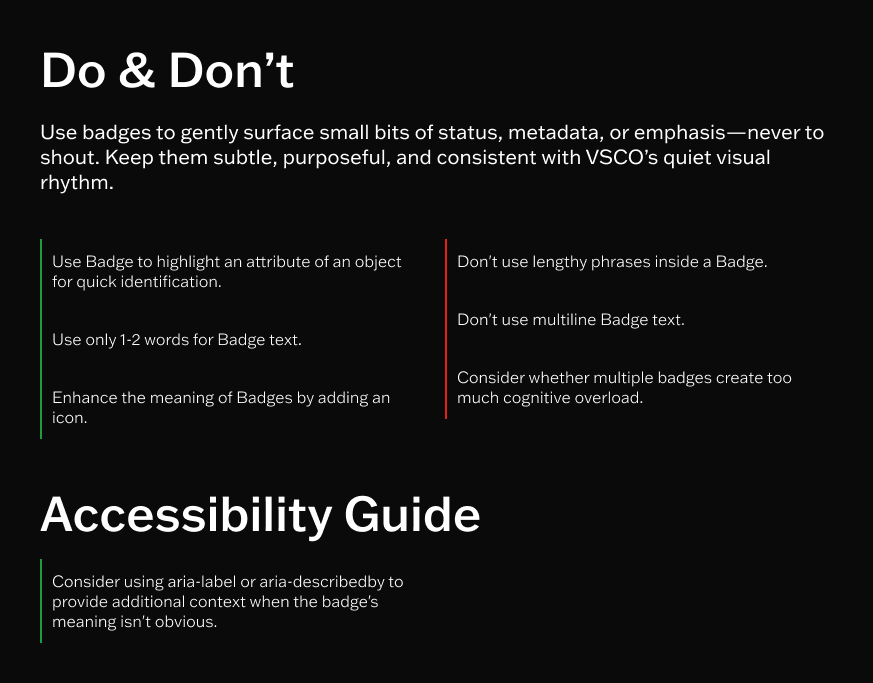 Do & Don’t
Use badges to gently surface small bits of status, metadata, or emphasis—never to
shout. Keep them subtle, purposeful, and consistent with VSCO’s quiet visual
rhythm.
Use Badge to highlight an attribute of an object
for quick identification.
Use only 1-2 words for Badge text.
Enhance the meaning of Badges by adding an
icon.
Don't use lengthy phrases inside a Badge.
Don't use multiline Badge text.
Consider whether multiple badges create too
much cognitive overload.
Accessibility Guide
Consider using aria-label or aria-describedby to
provide additional context when the badge's
meaning isn't obvious.